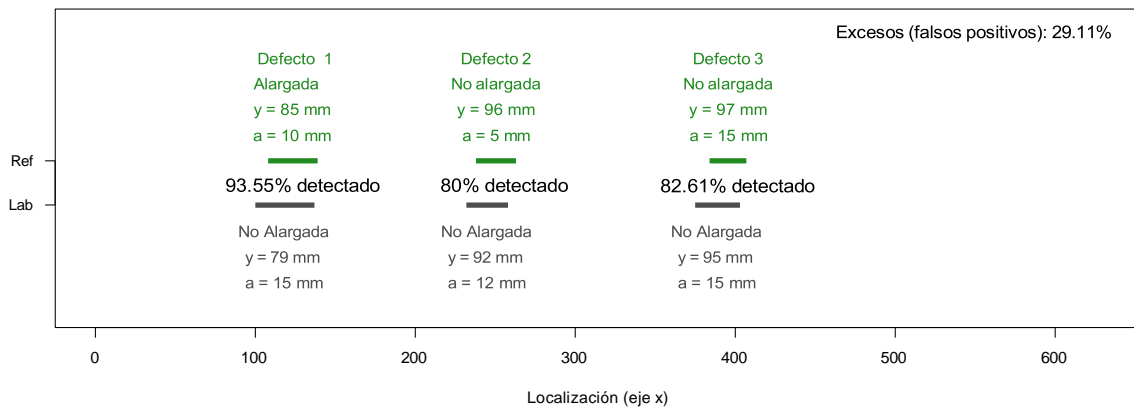 Excesos (falsos positivos): 29.11%
Defecto 1
Alargada
y = 85 mm
a = 10 mm
Defecto 2
No alargada
y = 96 mm
a = 5 mm
Defecto 3
No alargada
y = 97 mm
a = 15 mm
Ref
93.55% detectado
80% detectado
82.61% detectado
Lab
No Alargada
y = 79 mm
a = 15 mm
No Alargada
y = 92 mm
a = 12 mm
No Alargada
y = 95 mm
a = 15 mm
0 100 200 300 400 500 600
Localización (eje x)